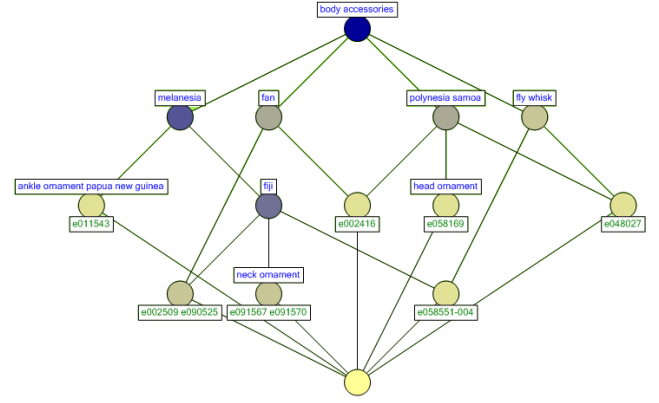 body accessories
melanesia
fan
polynesia samoa
fly whisk
ankle ornament papua new guinea
fiji
head ornament
e011543
e002416
e058169
e048027
neck ornament
e002509 e090525
e091567 e091570
e058551-004